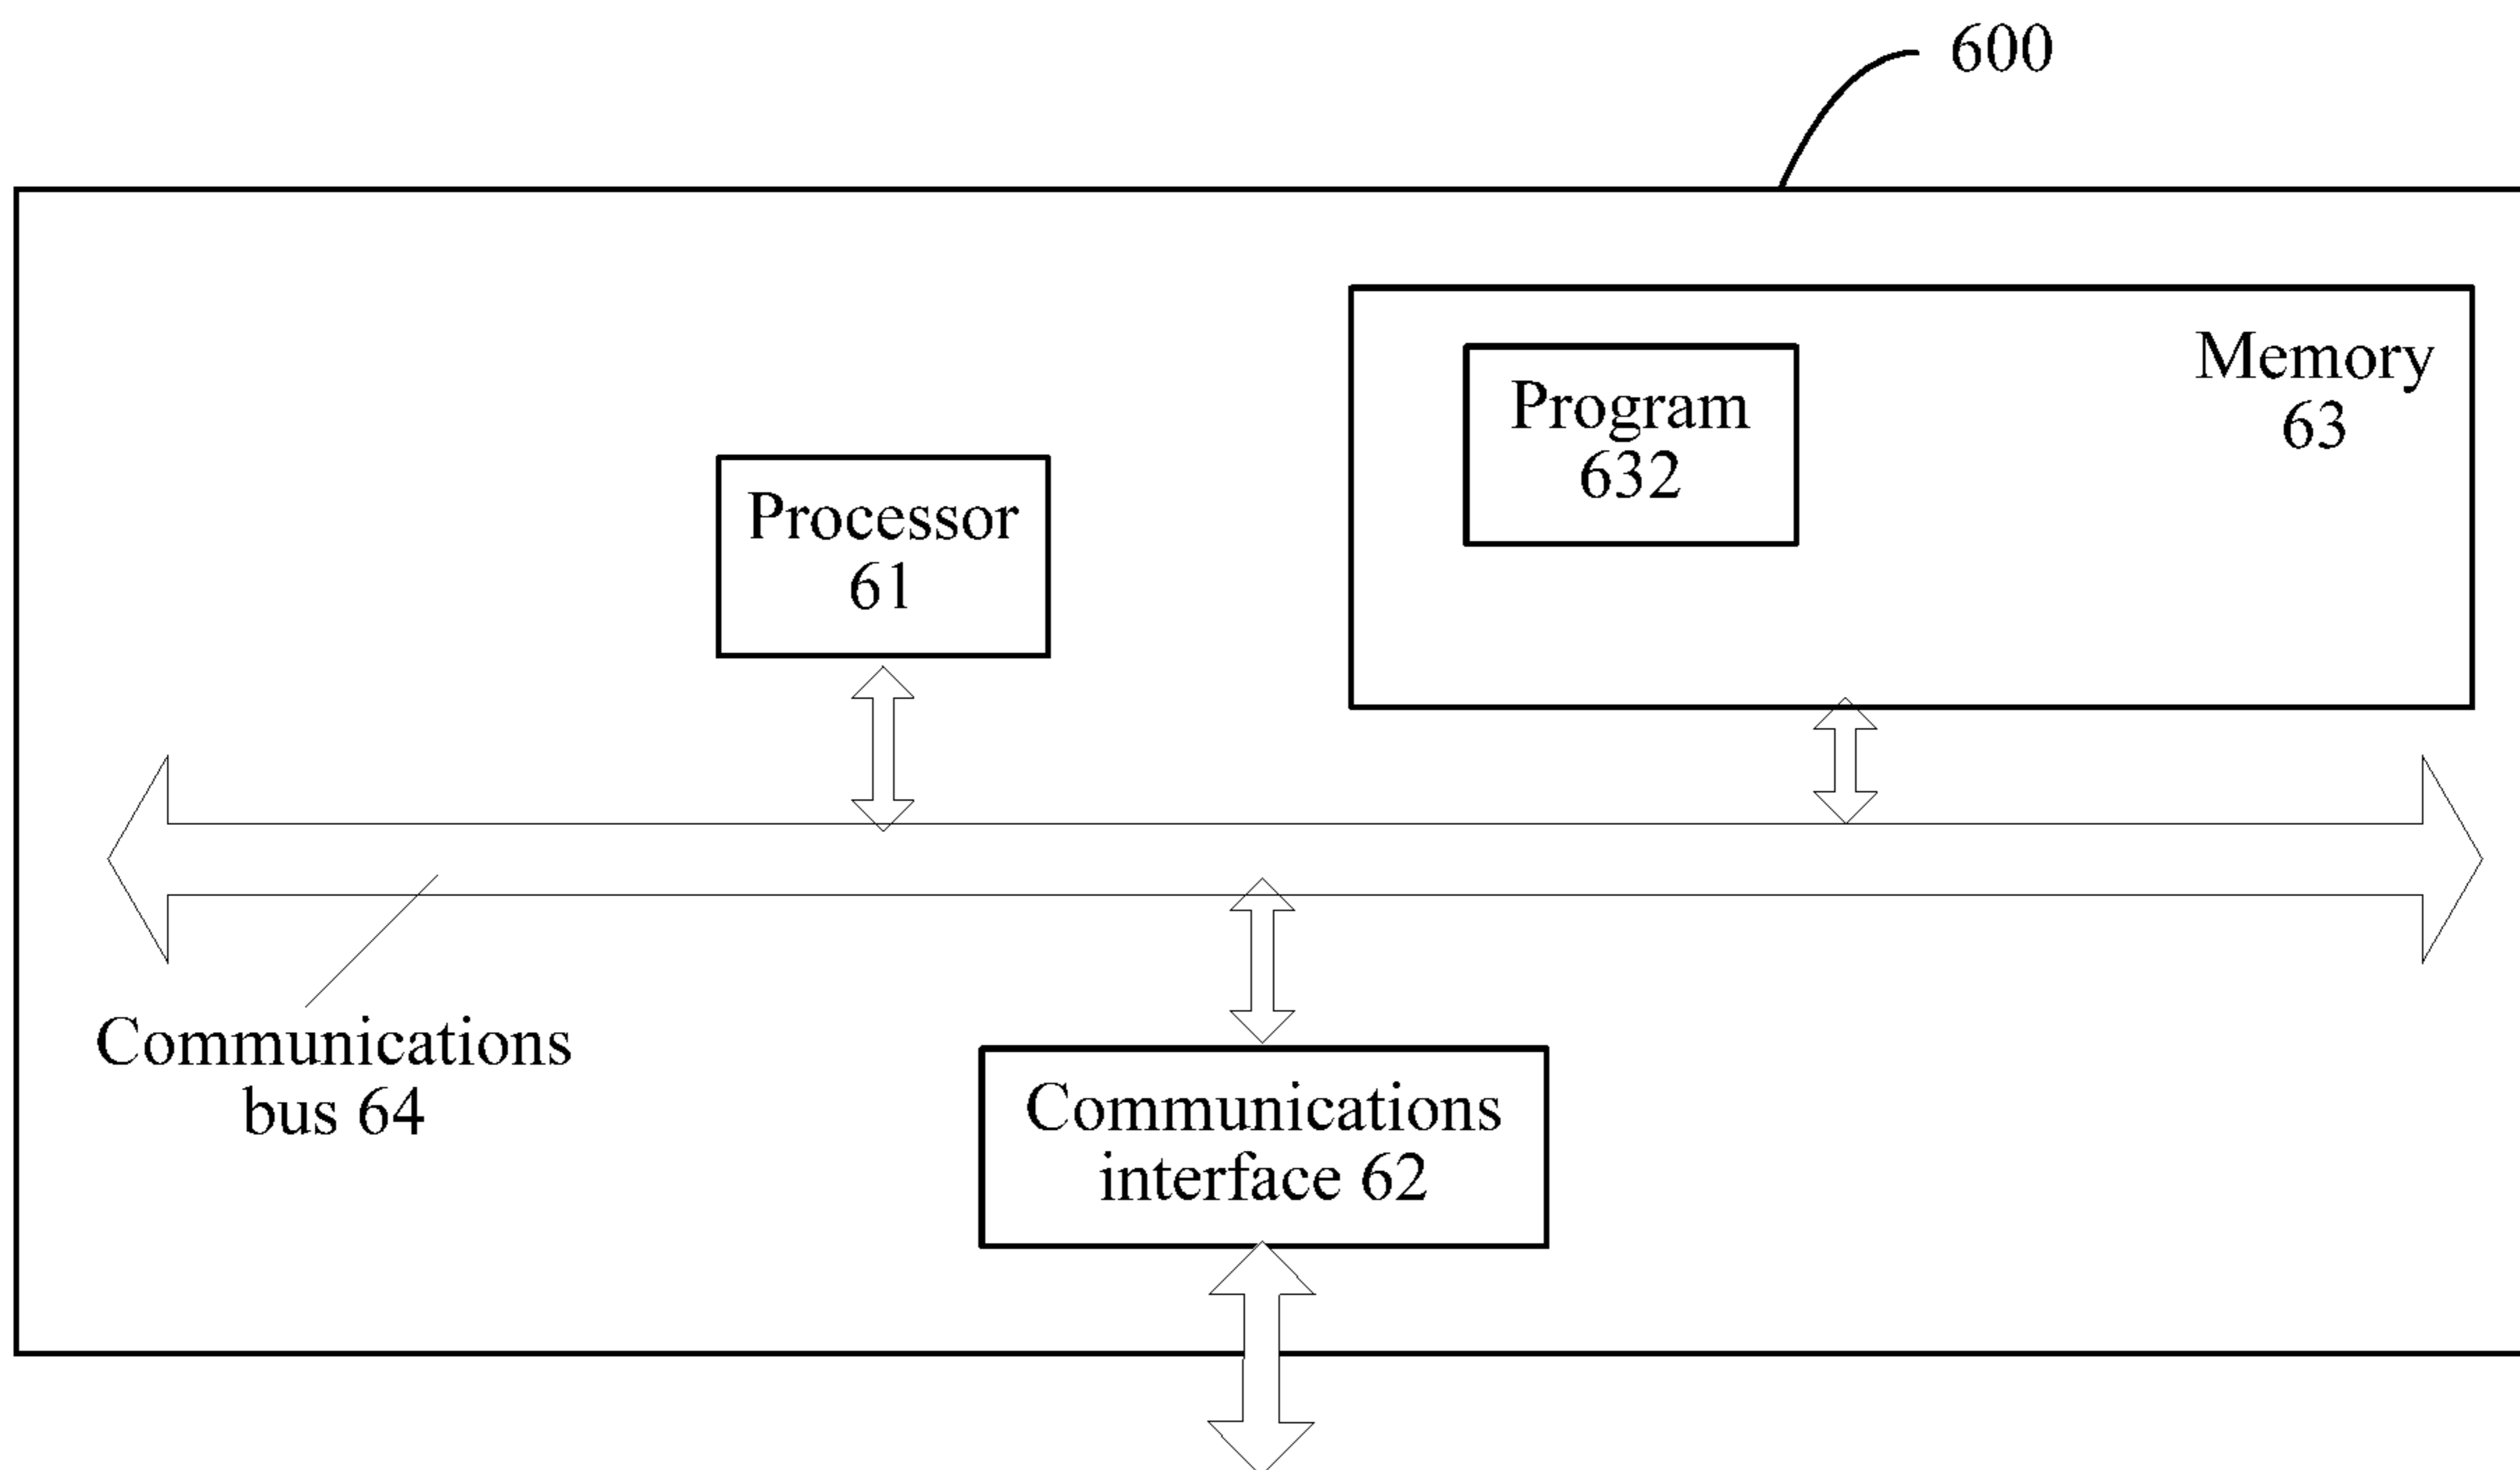 600
Memory
63
Program
632
Processor
61
Communications
bus 64
Communications
interface 62